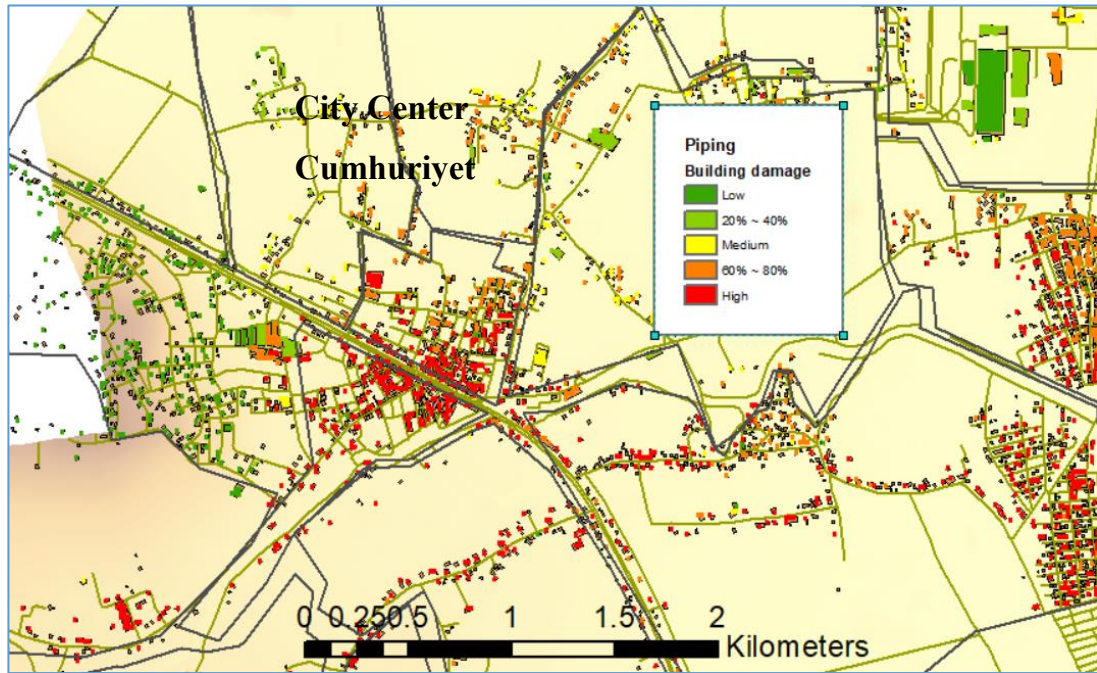 City Center
Cumhuriyet
Piping
Building damage
Low
20% ~ 40%
Medium
60% ~ 80%
High
0 0.250.5 1 1.5 2
Kilometers